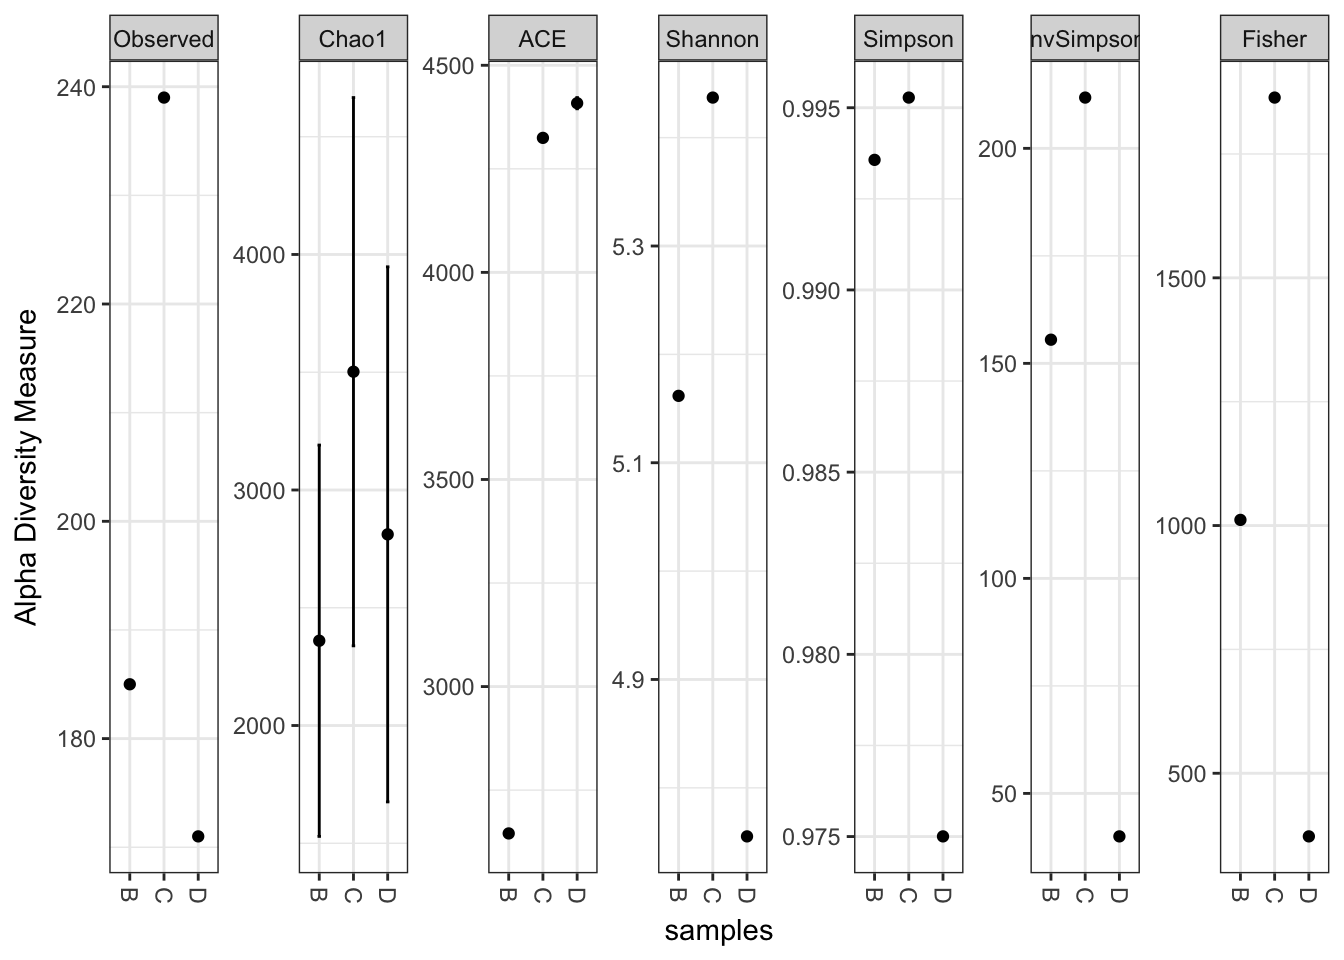 Observed
Chao1
ACE
Shannon
Simpson
nvSimpsor
Fisher
Alpha Diversity Measure
240
220
200
180
4000
3000
2000
4500
4000
3500
3000
5.3
5.1
4.9
0.995
0.990
0.985
0.980
0.975
200
150
100
50
1500
1000
500
B C D
B C D
B C D
B C D
B C D
B C D
B C D
samples